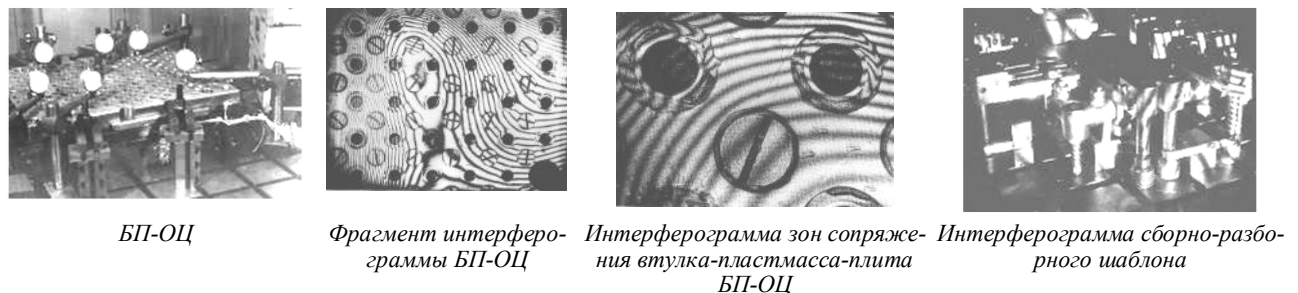 БП-ОЦ
Фрагмент интерферо-
граммы БП-ОЦ
Интерферограмма зон сопряже-
ния втулка-пластмасса-плита
БП-ОЦ
Интерферограмма сборно-разбо-
рного шаблона